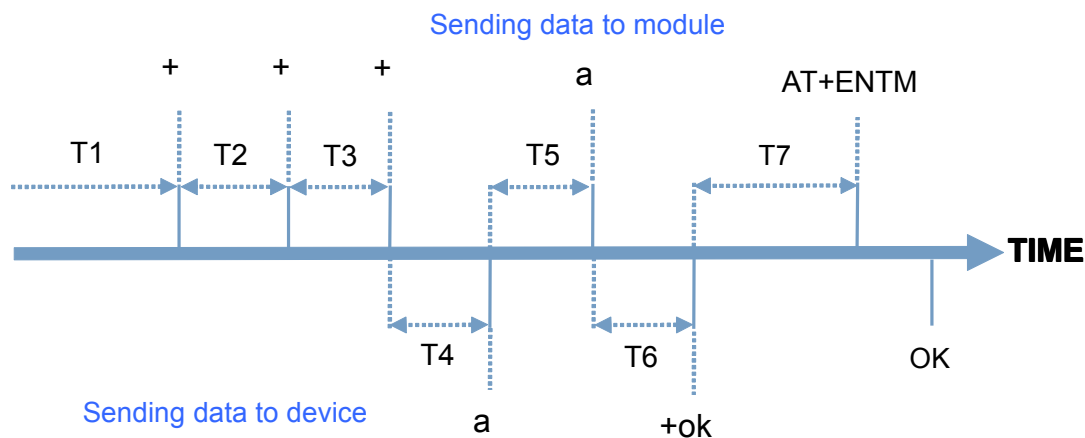 Sending data to module
+ + + a AT+ENTM
T1 T2 T3 T5 T7
TIME
T4 T6 OK
Sending data to device a +ok